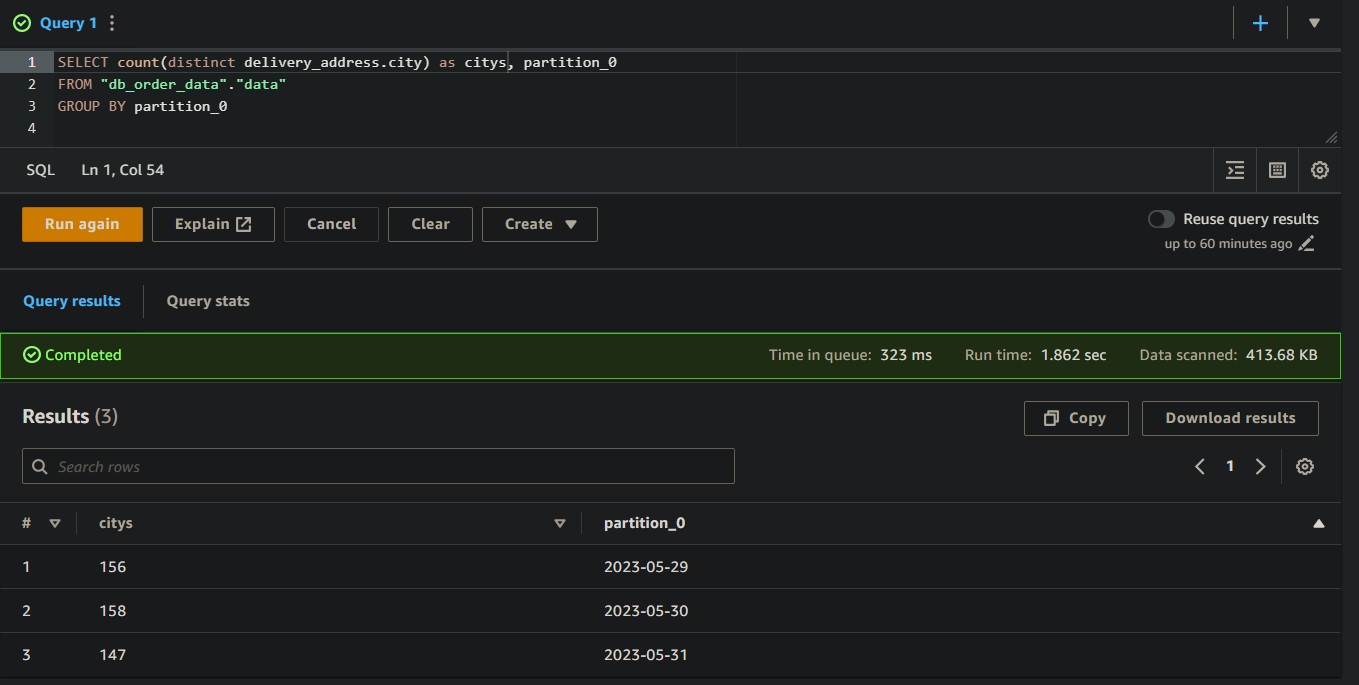 Query 1
1 SELECT count(distinct delivery_address.city) as citys, partition_0
2 FROM "db_order_data"."data"
3 GROUP BY partition_0
4
SQL Ln 1, Col 54
Run again Explain Cancel Clear Create Reuse query results
up to 60 minutes ago
Query results Query stats
Completed Time in queue: 323 ms Run time: 1.862 sec Data scanned: 413.68 KB
Results (3) Copy Download results
Search rows 1
# citys partition_0
1 156 2023-05-29
2 158 2023-05-30
3 147 2023-05-31